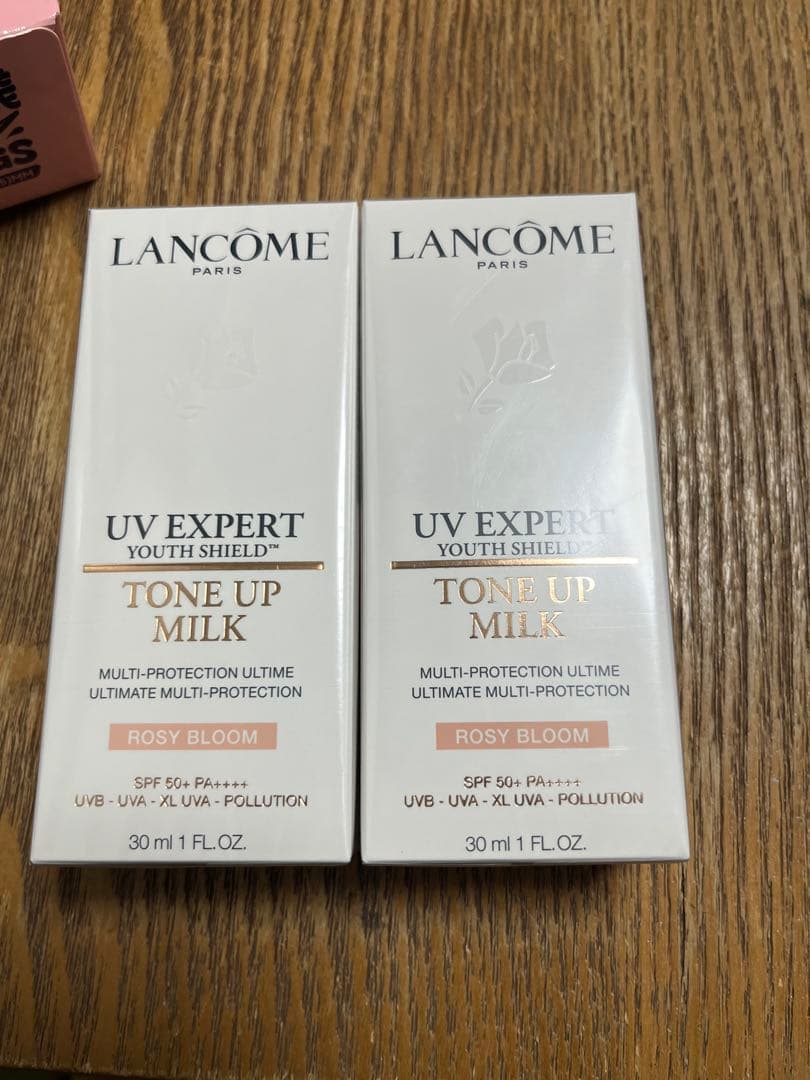 LANCÔME
PARIS
UV EXPERT
YOUTH SHIELD™
TONE UP
MILK
MULTI-PROTECTION ULTIME
ULTIMATE MULTI-PROTECTION
ROSY BLOOM
SPF 50+ PA++++
UVB - UVA - XL UVA - POLLUTION
30 ml 1 FL.OZ.
LANCÔME
PARIS
UV EXPERT
YOUTH SHIELD™
TONE UP
MILK
MULTI-PROTECTION ULTIME
ULTIMATE MULTI-PROTECTION
ROSY BLOOM
SPF 50+ PA++++
UVB - UVA - XL UVA - POLLUTION
30 ml 1 FL.OZ.